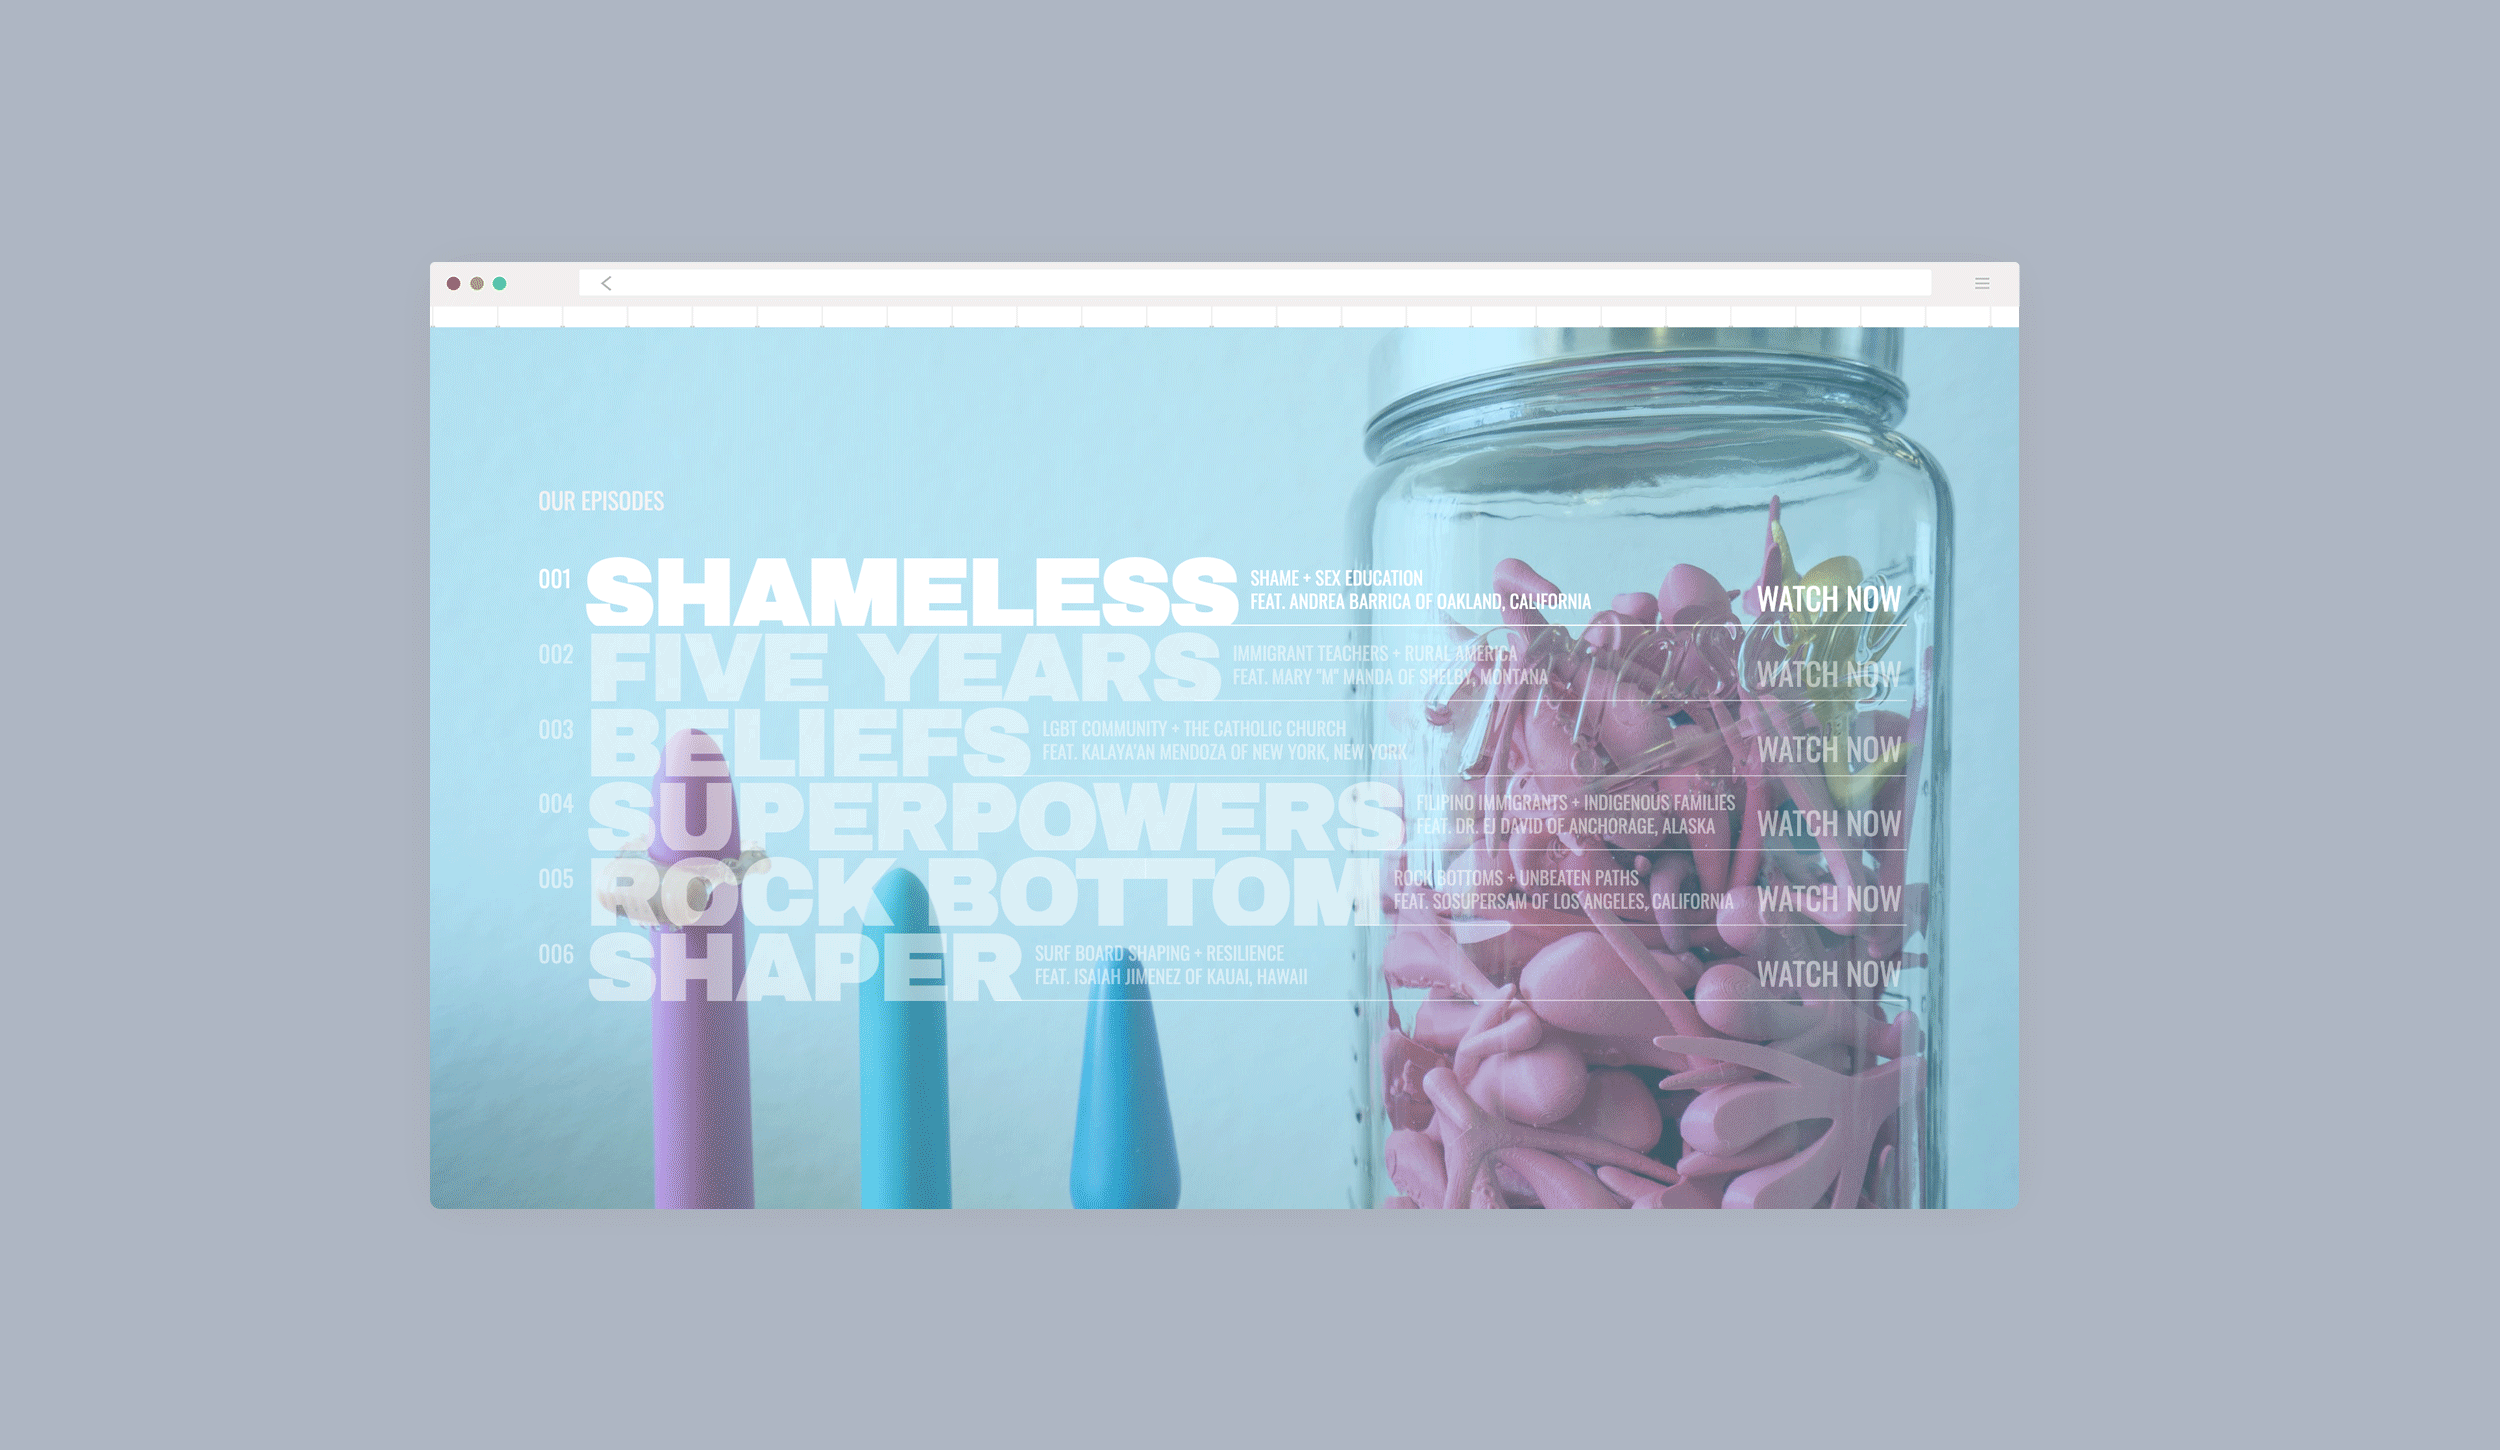 OUR EPISODES
001 SHAMELESS SHAME + SEX EDUCATION
FEAT. ANDREA BARRICA OF OAKLAND, CALIFORNIA WATCH NOW
002 FIVE YEARS IMMIGRANT TEACHERS + RURAL AMERICA
FEAT. MARY "M" MANDA OF SHELBY, MONTANA WATCH NOW
003 BELIEFS LGBT COMMUNITY + THE CATHOLIC CHURCH
FEAT. KALAYA'AN MENDOZA OF NEW YORK, NEW YORK WATCH NOW
004 SUPERPOWERS FILIPINO IMMIGRANTS + INDIGENOUS FAMILIES
FEAT. DR. EJ DAVID OF ANCHORAGE, ALASKA WATCH NOW
005 ROCK BOTTOM ROCK BOTTOMS + UNBEATEN PATHS
FEAT. SOSUPERSAM OF LOS ANGELES, CALIFORNIA WATCH NOW
006 SHAPER SURF BOARD SHAPING + RESILIENCE
FEAT. ISAIAH JIMENEZ OF KAUAI, HAWAII WATCH NOW